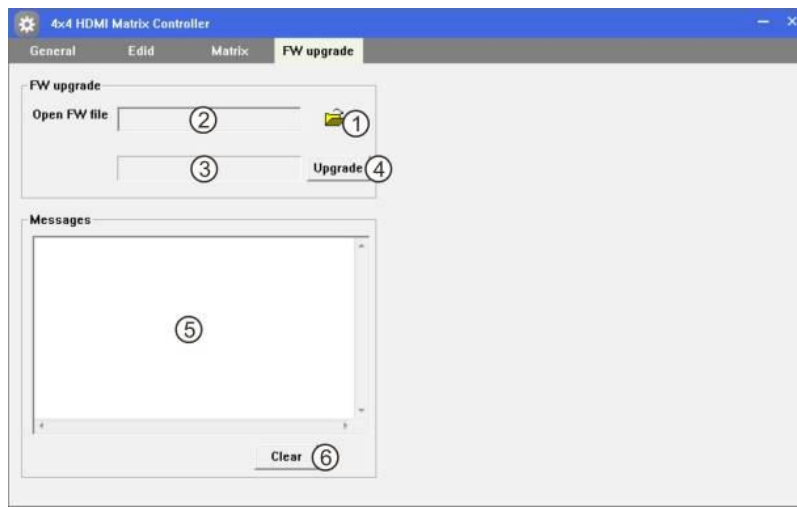 4x4 HDMI Matrix Controller
General Edid Matrix FW upgrade
FW upgrade
Open FW file 2 1
3 Upgrade 4
Messages
5
Clear 6